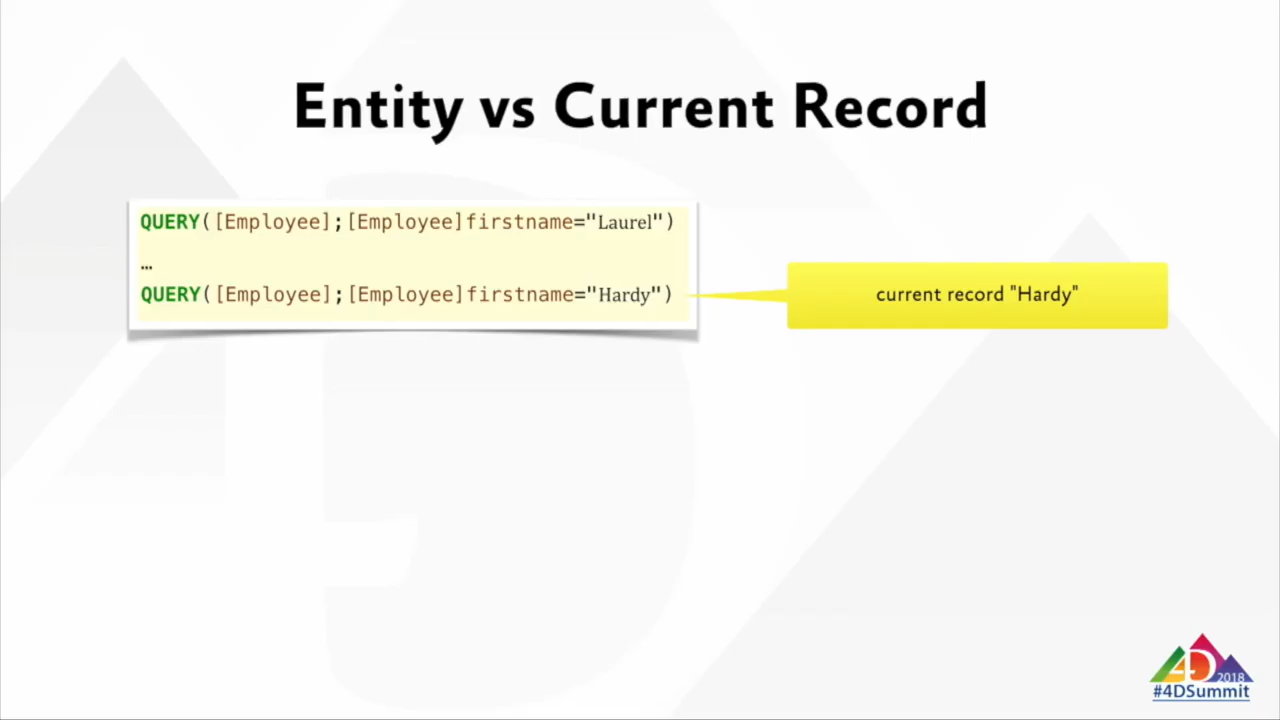 Entity vs Current Record
QUERY([Employee];[Employee]firstname="Laurel")
…
QUERY([Employee];[Employee]firstname="Hardy")
current record "Hardy"
4D
2018
#4DSummit